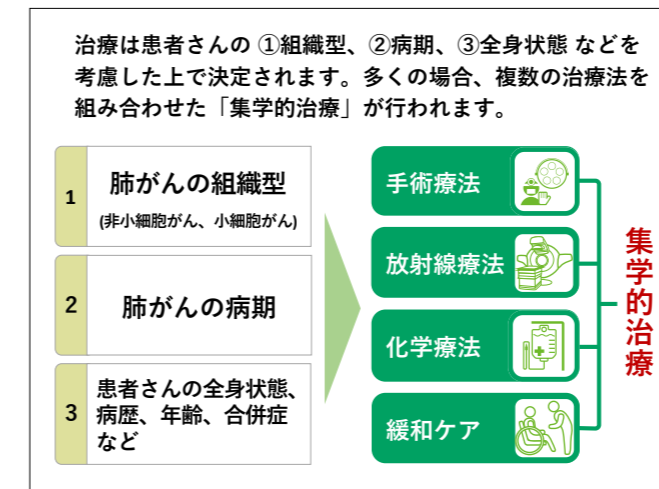 治療は患者さんの ①組織型、②病期、③全身状態 などを
考慮した上で決定されます。多くの場合、複数の治療法を
組み合わせた「集学的治療」が行われます。
1
肺がんの組織型
(非小細胞がん、小細胞がん)
2
肺がんの病期
3
患者さんの全身状態、
病歴、年齢、合併症
など
手術療法
放射線療法
化学療法
緩和ケア
集学的治療